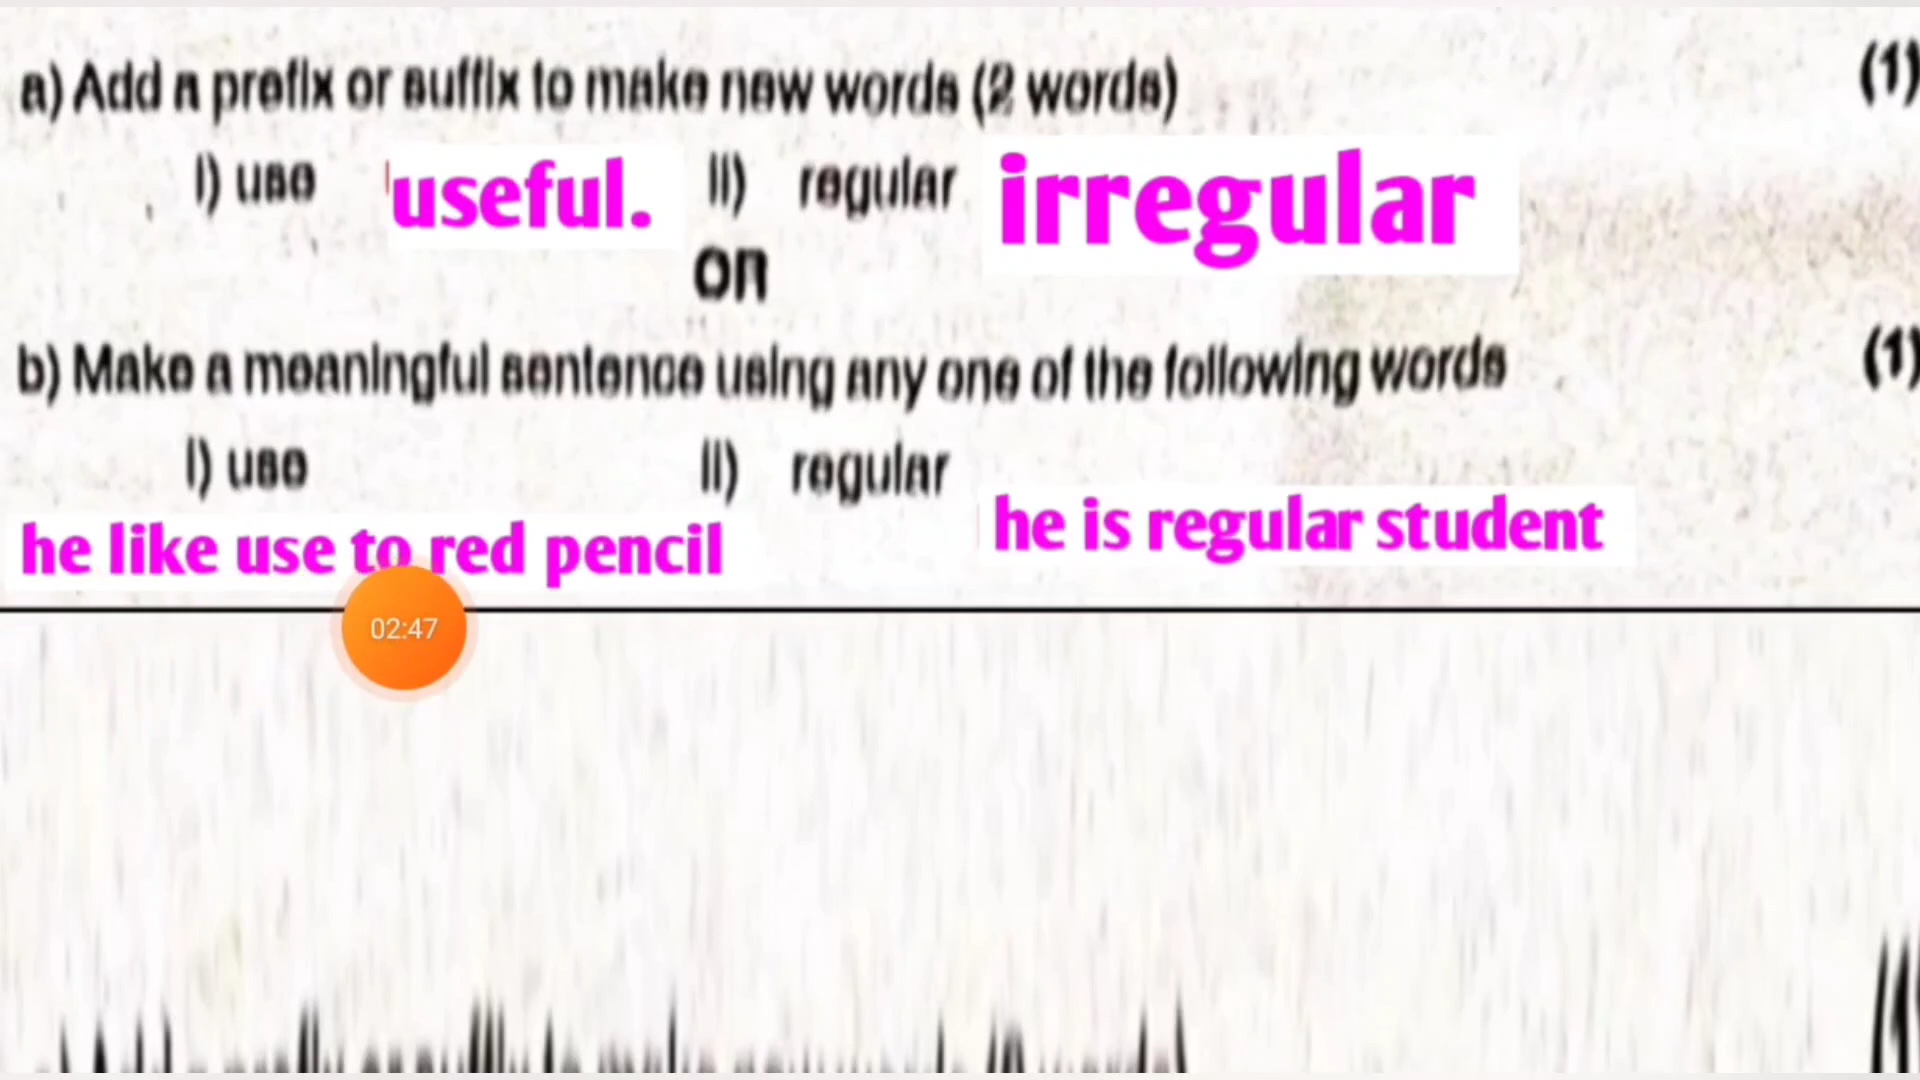 a) Add a prefix or suffix to make new words (2 words) (1)
i) use useful. ii) regular irregular
OR
b) Make a meaningful sentence using any one of the following words (1)
i) use ii) regular
he like use to red pencil he is regular student
02:47